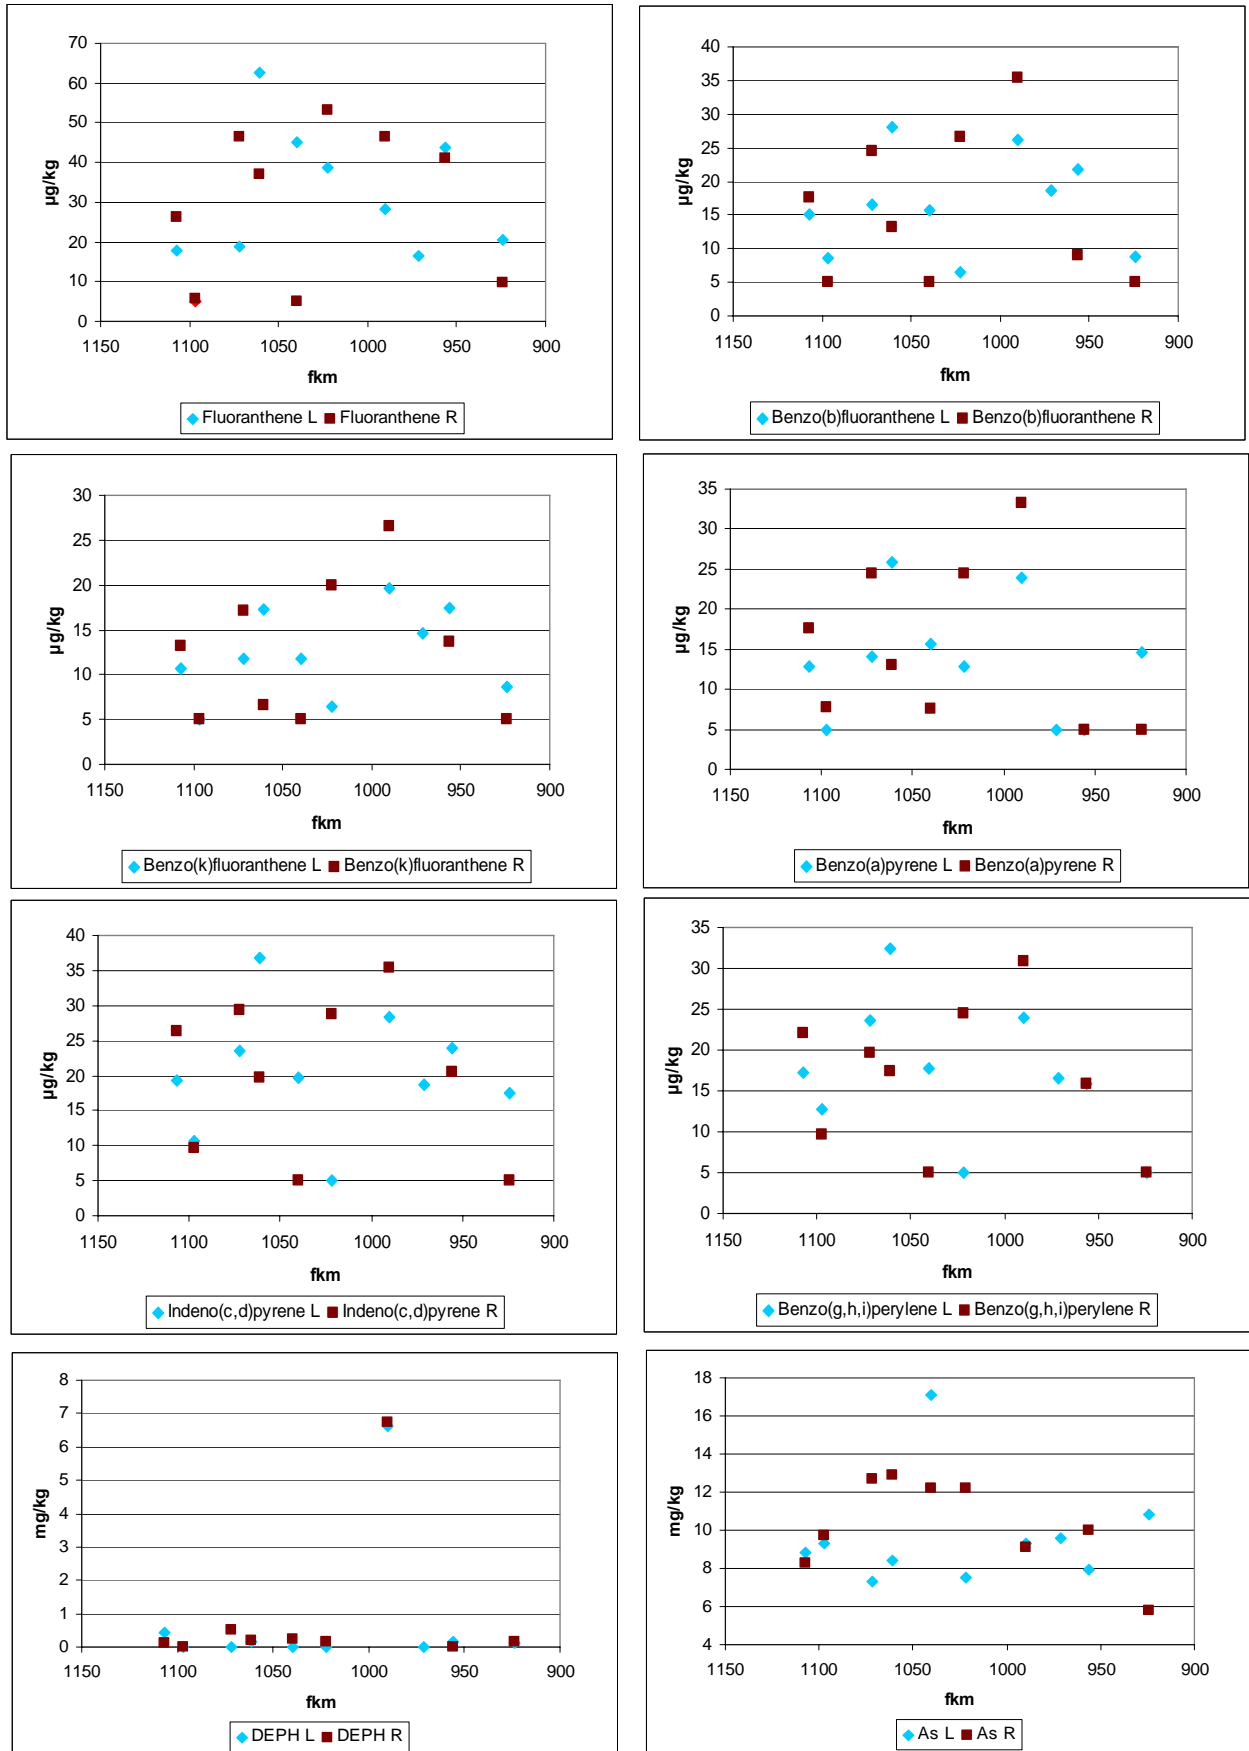 70
60
50
40
30
20
10
0
µg/kg
1150 1100 1050 1000 950 900
fkm
Fluoranthene L Fluoranthene R
40
35
30
25
20
15
10
5
0
µg/kg
1150 1100 1050 1000 950 900
fkm
Benzo(b)fluoranthene L Benzo(b)fluoranthene R
30
25
20
15
10
5
0
µg/kg
1150 1100 1050 1000 950 900
fkm
Benzo(k)fluoranthene L Benzo(k)fluoranthene R
35
30
25
20
15
10
5
0
µg/kg
1150 1100 1050 1000 950 900
fkm
Benzo(a)pyrene L Benzo(a)pyrene R
40
35
30
25
20
15
10
5
0
µg/kg
1150 1100 1050 1000 950 900
fkm
Indeno(c,d)pyrene L Indeno(c,d)pyrene R
35
30
25
20
15
10
5
0
µg/kg
1150 1100 1050 1000 950 900
fkm
Benzo(g,h,i)perylene L Benzo(g,h,i)perylene R
8
7
6
5
4
3
2
1
0
mg/kg
1150 1100 1050 1000 950 900
fkm
DEPH L DEPH R
18
16
14
12
10
8
6
4
mg/kg
1150 1100 1050 1000 950 900
fkm
As L As R